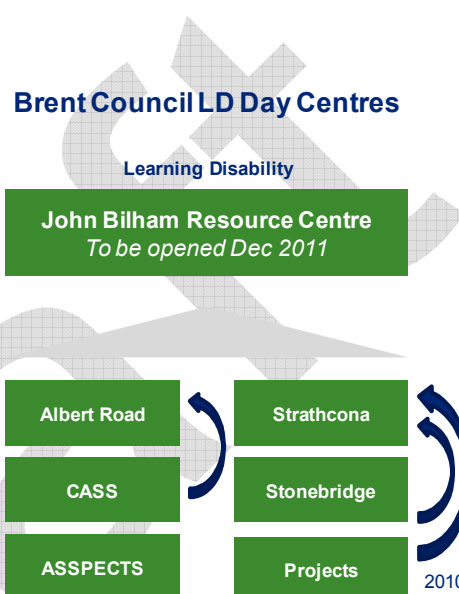 Brent Council LD Day Centres
Learning Disability
John Bilham Resource Centre
To be opened Dec 2011
Albert Road
Strathcona
CASS
Stonebridge
ASSPECTS
Projects
2010